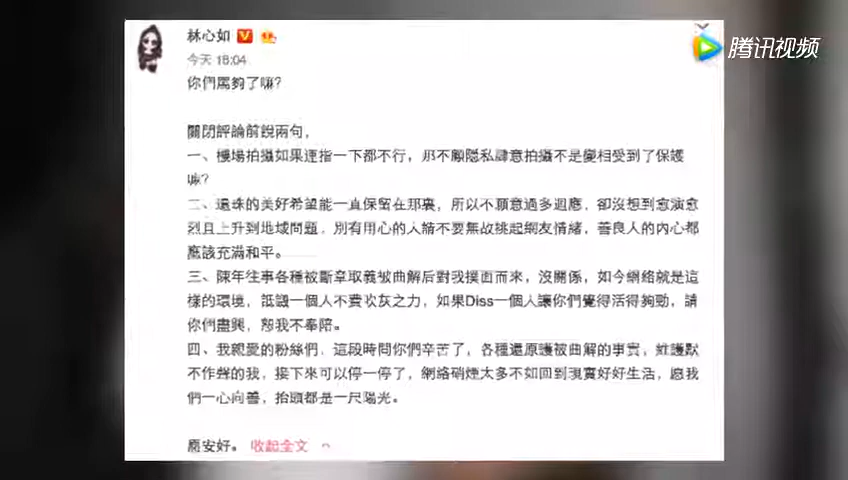 林心如
腾讯视频
今天 18:04
你們罵夠了嘛?
關閉評論前說兩句,
一、機場拍攝如果連指一下都不行，那不顧隱私肆意拍攝不是變相受到了保護
嘛?
二、還珠的美好希望能一直保留在那裏，所以不願意過多迴應，卻沒想到愈演愈
烈且上升到地域問題，別有用心的人請不要無故挑起網友情緒，善良人的內心都
應該充滿和平。
三、陳年往事各種被斷章取義被曲解后對我撲面而來，沒關係，如今網絡就是這
樣的環境，詆譭一個人不費吹灰之力，如果Diss一個人讓你們覺得活得夠勁，請
你們盡興，恕我不奉陪。
四、我親愛的粉絲們，這段時間你們辛苦了，各種還原護被曲解的事實，維護默
不作聲的我，接下來可以停一停了，網絡硝煙太多不如回到現實好好生活，愿我
們一心向善，抬頭都是一尺陽光。
願安好。 收起全文